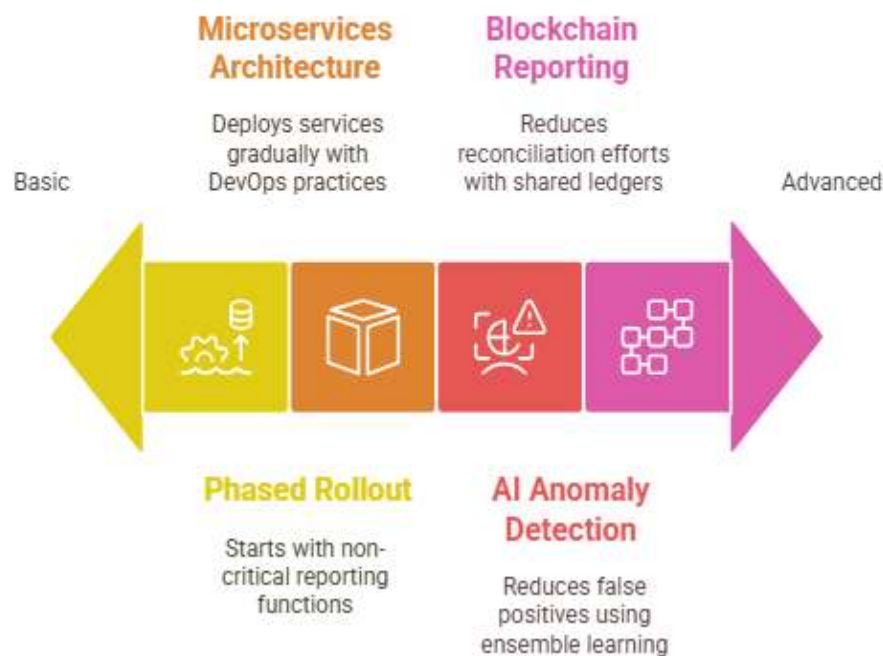 Microservices
Architecture
Blockchain
Reporting
Deploys services
gradually with
DevOps practices
Reduces
reconciliation efforts
with shared ledgers
Basic
Advanced
Phased Rollout
Starts with non-
critical reporting
functions
AI Anomaly
Detection
Reduces false
positives using
ensemble learning